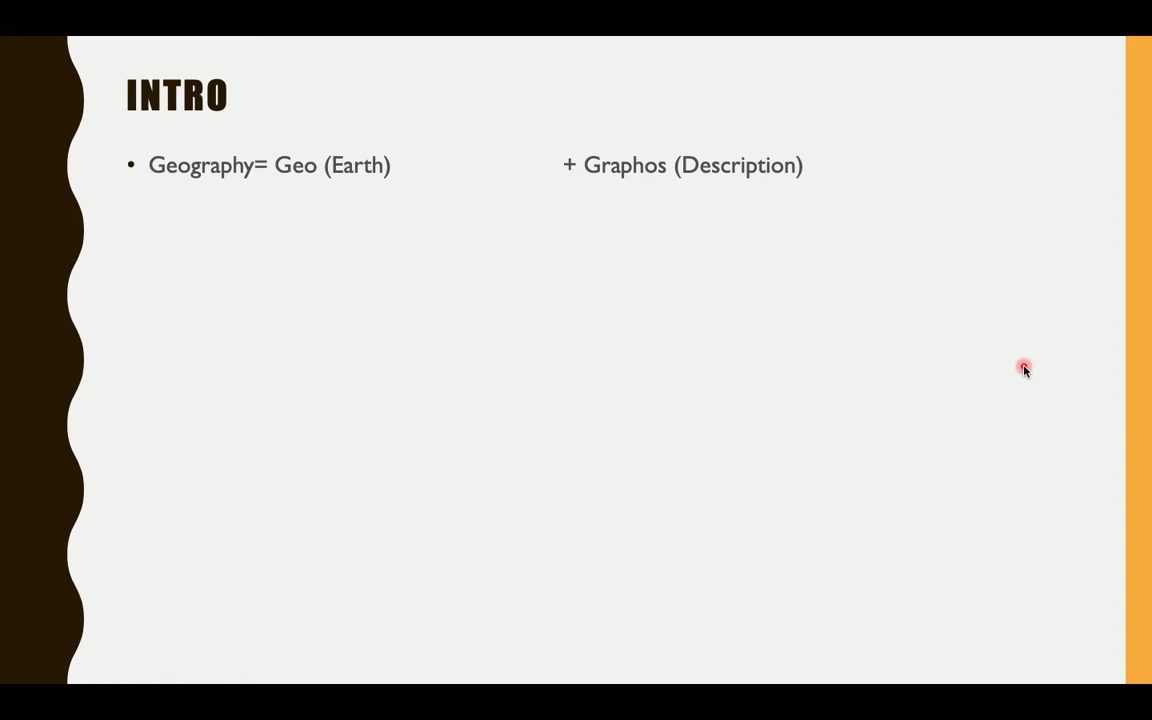 INTRO
• Geography= Geo (Earth) + Graphos (Description)